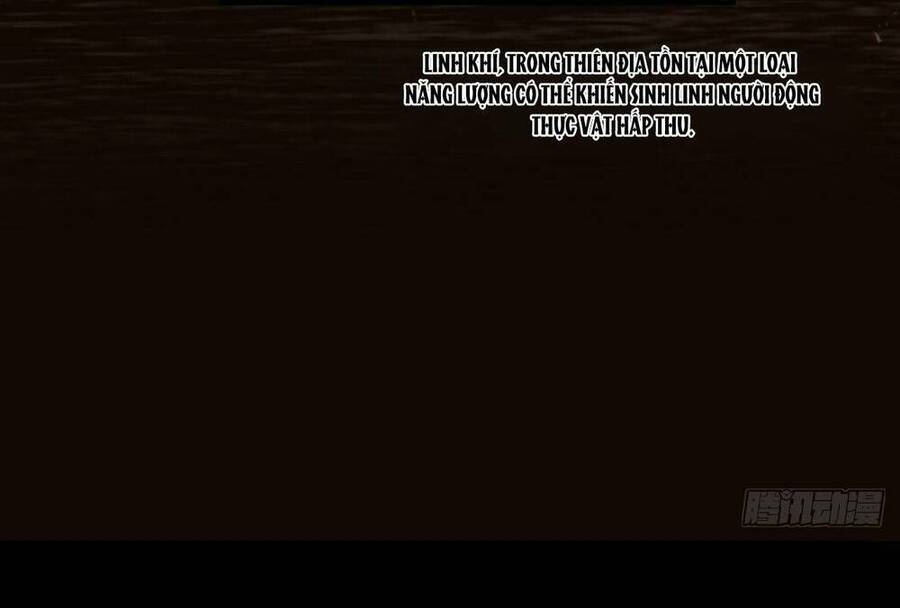 LINH KHÍ, TRONG THIÊN ĐỊA TỒN TẠI MỘT LOẠI
NĂNG LƯỢNG CÓ THỂ KHIẾN SINH LINH NGƯỜI ĐỘNG
THỰC VẬT HẤP THU.
腾讯动漫